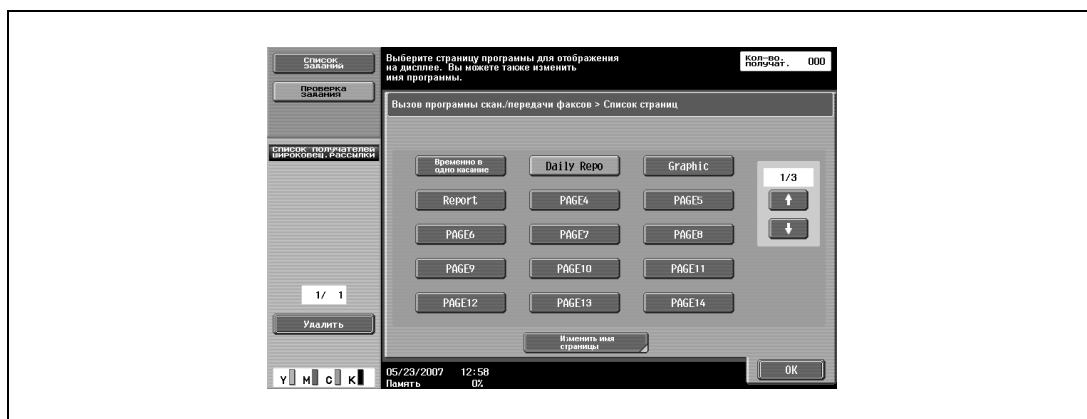 Список
заданий
Проверка
задания
Список получателей
широковещ.рассылки
1/ 1
Удалить
Y M C K
Выберите страницу программы для отображения
на дисплее. Вы можете также изменить
имя программы.
Кол-во.
получат. 000
Вызов программы скан./передачи факсов > Список страниц
Временно в
одно касание
Daily Repo
Graphic
Report
PAGE4
PAGE5
PAGE6
PAGE7
PAGE8
PAGE9
PAGE10
PAGE11
PAGE12
PAGE13
PAGE14
1/3
Изменить имя
страницы
05/23/2007 12:58
Память 0%
OK